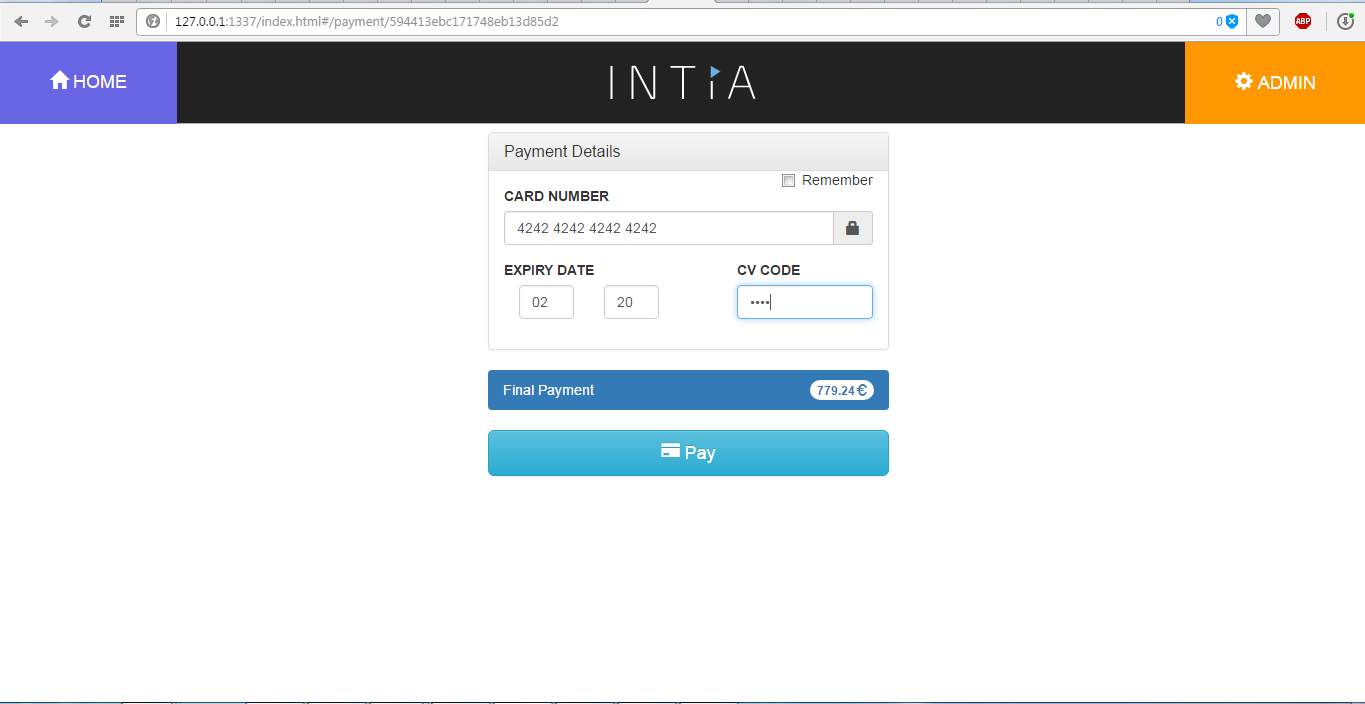 127.0.0.1:1337/index.html#/payment/594413ebc171748eb13d85d2
0
ABP
HOME
INTiA
ADMIN
Payment Details
Remember
CARD NUMBER
4242 4242 4242 4242
EXPIRY DATE
CV CODE
02
20
••••
Final Payment
779.24€
Pay